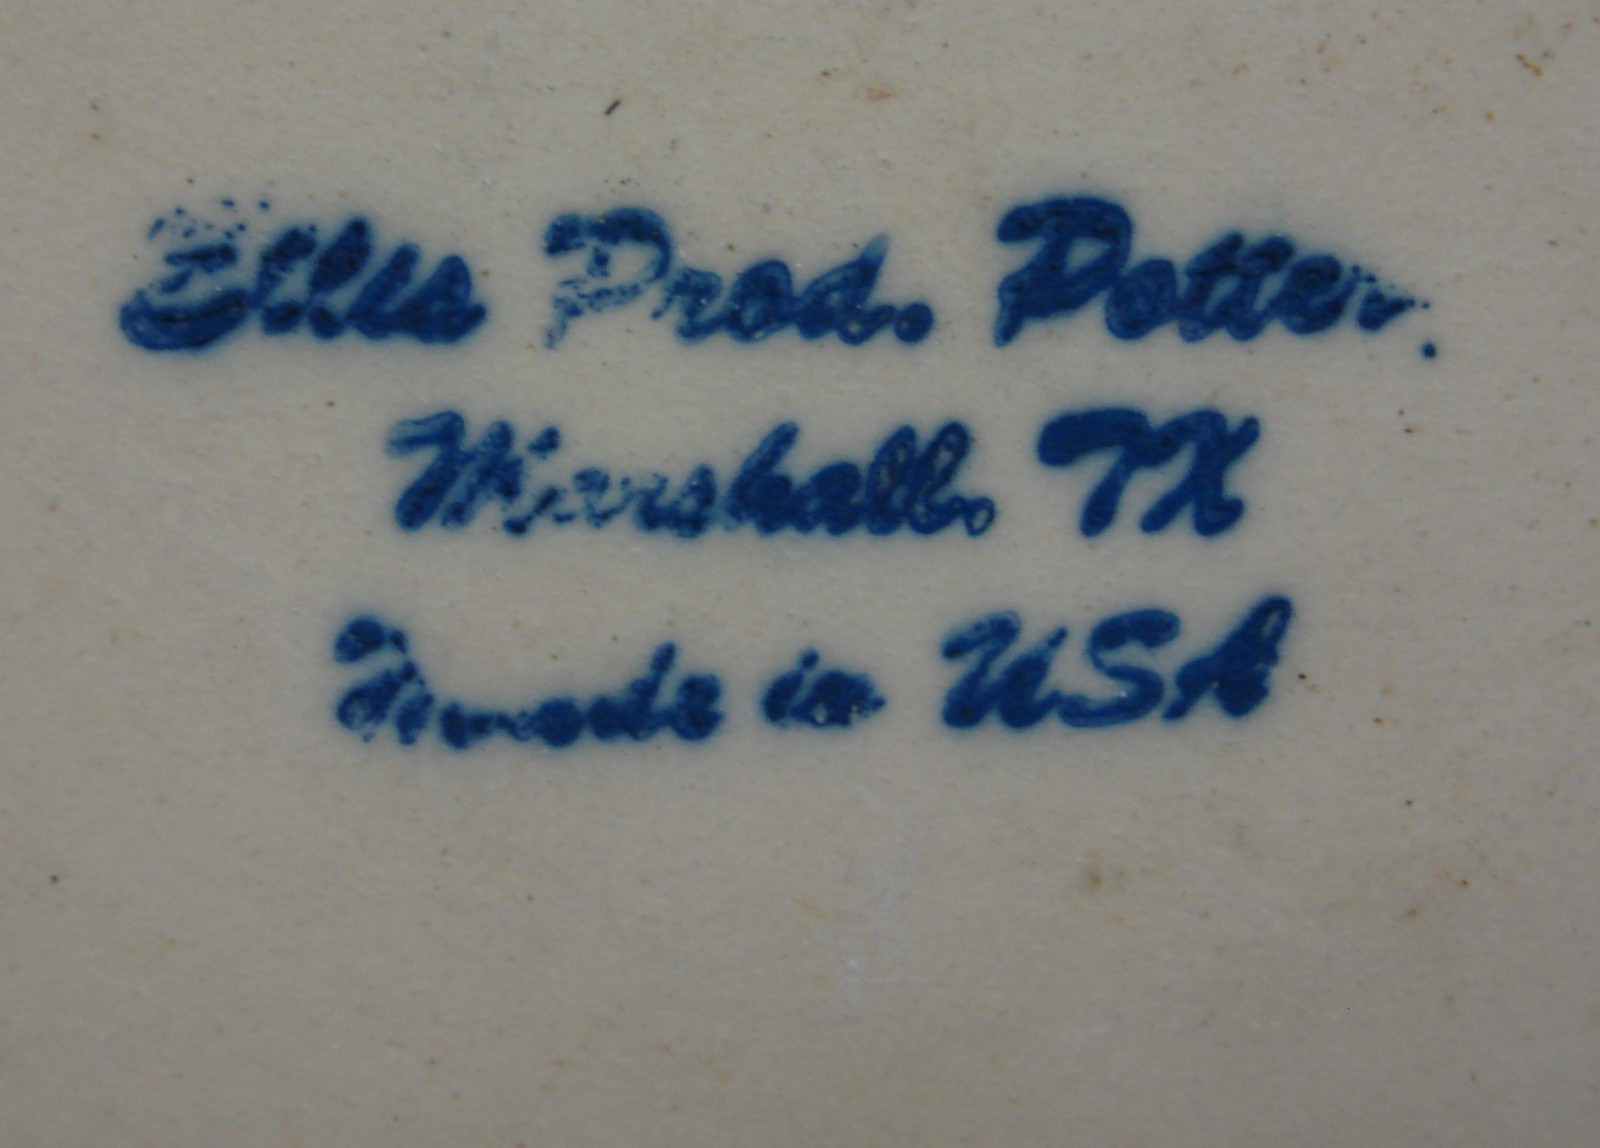 Ellis Prod. Potter.
Marshall. TX
made in USA